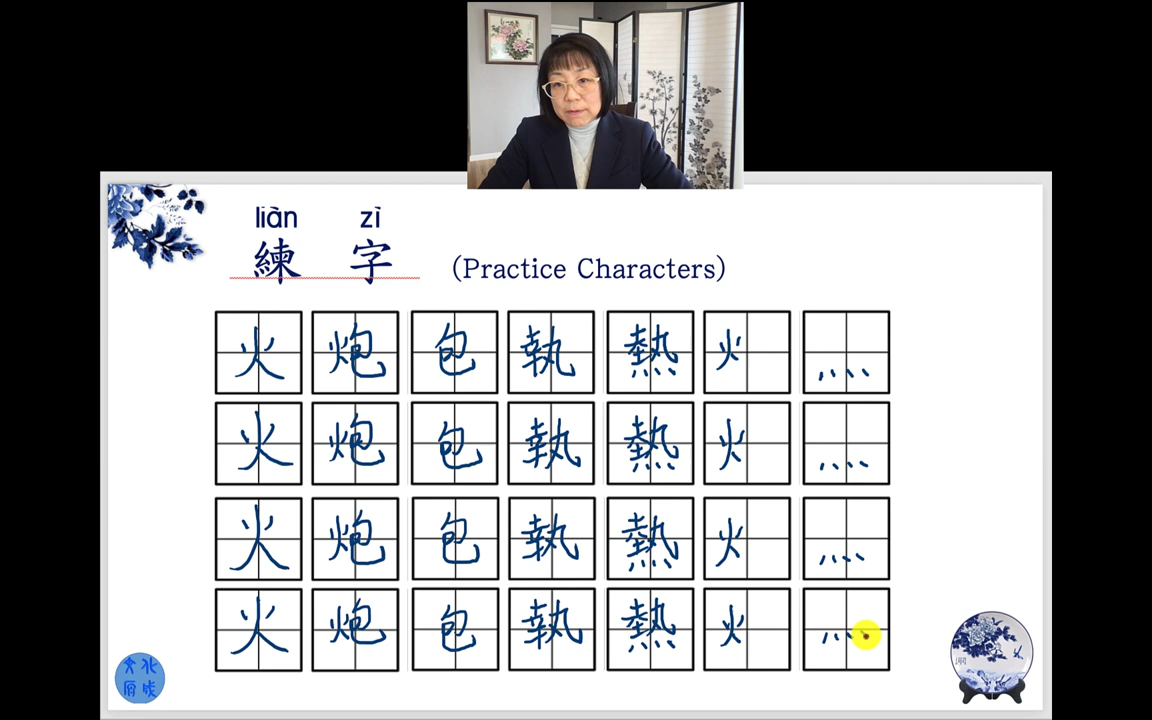 liàn zì
練 字 (Practice Characters)
火 炮 包 執 熱 火 灬
火 炮 包 執 熱 火 灬
火 炮 包 執 熱 火 灬
火 炮 包 執 熱 火